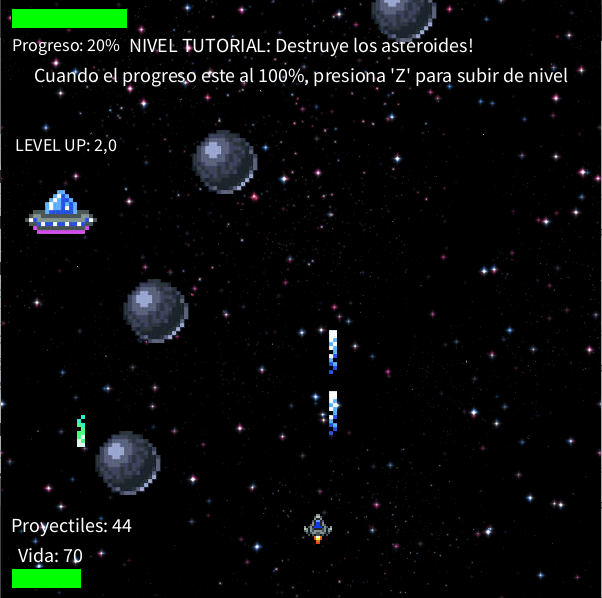 Progreso: 20% NIVEL TUTORIAL: Destruye los asteroides!
Cuando el progreso este al 100%, presiona 'Z' para subir de nivel
LEVEL UP: 2,0
Proyectiles: 44
Vida: 70